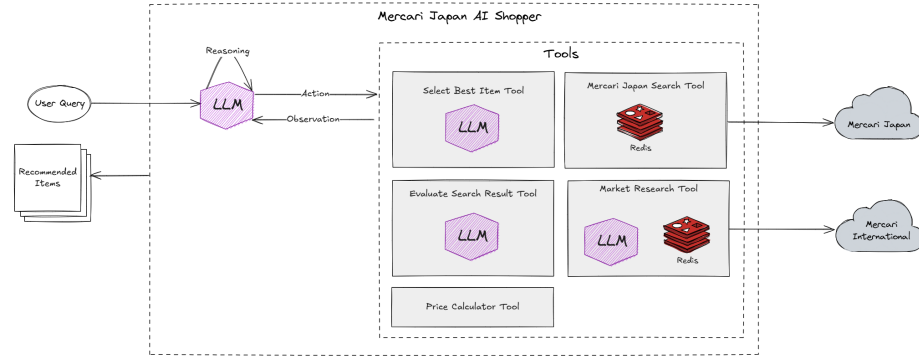 Mercari Japan AI Shopper
Reasoning
Tools
User Query
LLM
Action
Observation
Select Best Item Tool
LLM
Mercari Japan Search Tool
Redis
Mercari Japan
Recommended
Items
Evaluate Search Result Tool
LLM
Market Research Tool
LLM
Redis
Mercari
International
Price Calculator Tool